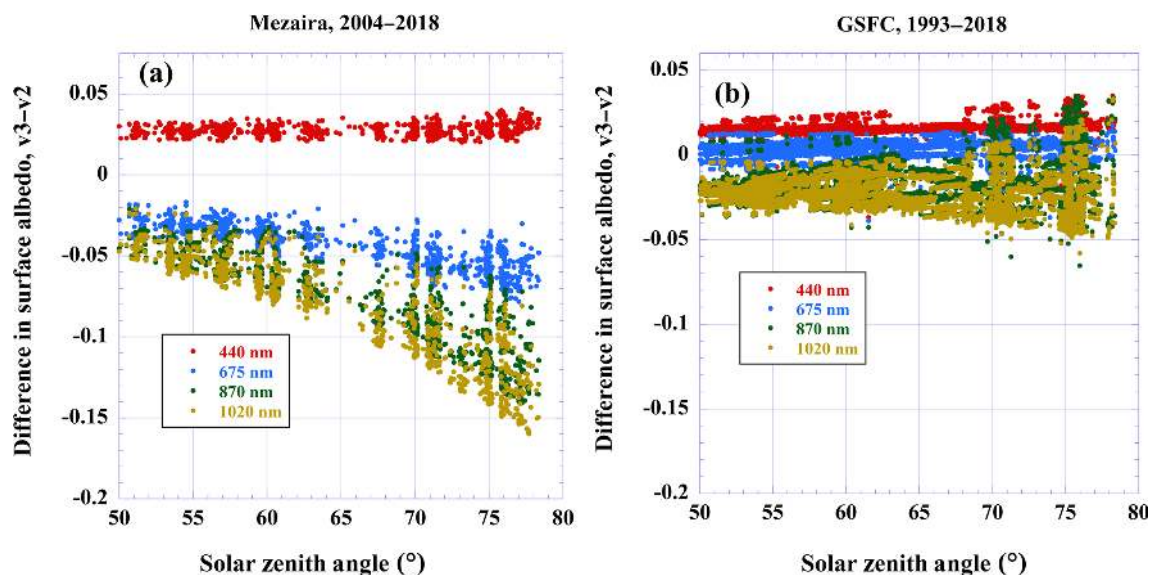 Mezaira, 2004–2018
(a)
Difference in surface albedo, v3–v2
0.05
0
-0.05
-0.1
-0.15
-0.2
440 nm
675 nm
870 nm
1020 nm
50 55 60 65 70 75 80
Solar zenith angle (°)
GSFC, 1993–2018
(b)
Difference in surface albedo, v3–v2
0.05
0
-0.05
-0.1
-0.15
-0.2
440 nm
675 nm
870 nm
1020 nm
50 55 60 65 70 75 80
Solar zenith angle (°)